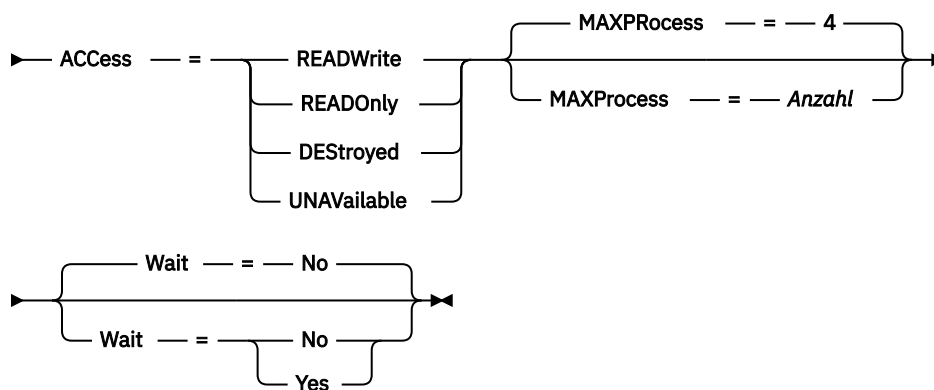 MAXPRocess = 4
ACCess = READWrite
READOnly
DEStroyed
UNAVailable
MAXProcess = Anzahl
Wait = No
Wait = No
Yes